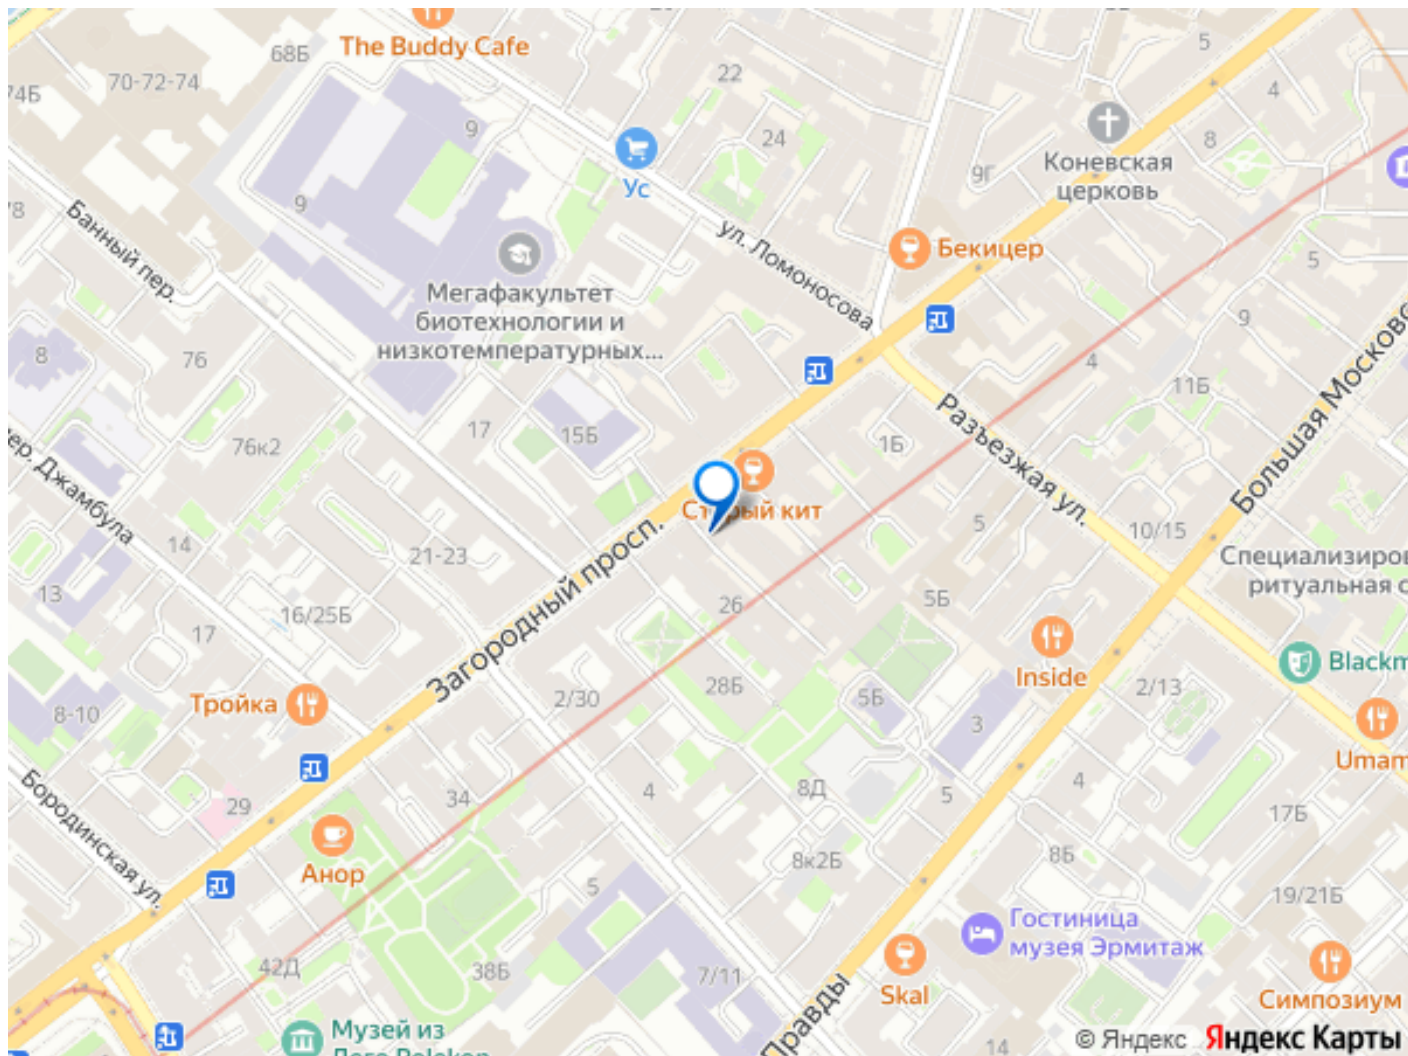 The Buddy Cafe
68Б
70-72-74
74Б
22
5
4
9
24
8
Ус
9Г
Коневская
церковь
78
Банный пер.
9
ул. Ломоносова
Бекицер
5
Мегафакультет
биотехнологии и
низкотемпературных...
9
8
76
4
11Б
Большая Московс
76к2
17
15Б
1Б
Разъезжая ул.
ер. Джамбула
Старый кит
14
21-23
Загородный просп.
5
10/15
Специализиров
ритуальная с
13
16/25Б
17
26
5Б
Inside
Blackm
8-10
Тройка
2/30
28Б
5Б
3
2/13
Umam
Бородинская ул.
29
34
4
8Д
5
4
17Б
Анор
8к2Б
8Б
5
19/21Б
Гостиница
музея Эрмитаж
42Д
38Б
7/11
Skal
Симпозиум
Правды
Музей из
14
© Яндекс Яндекс Карты